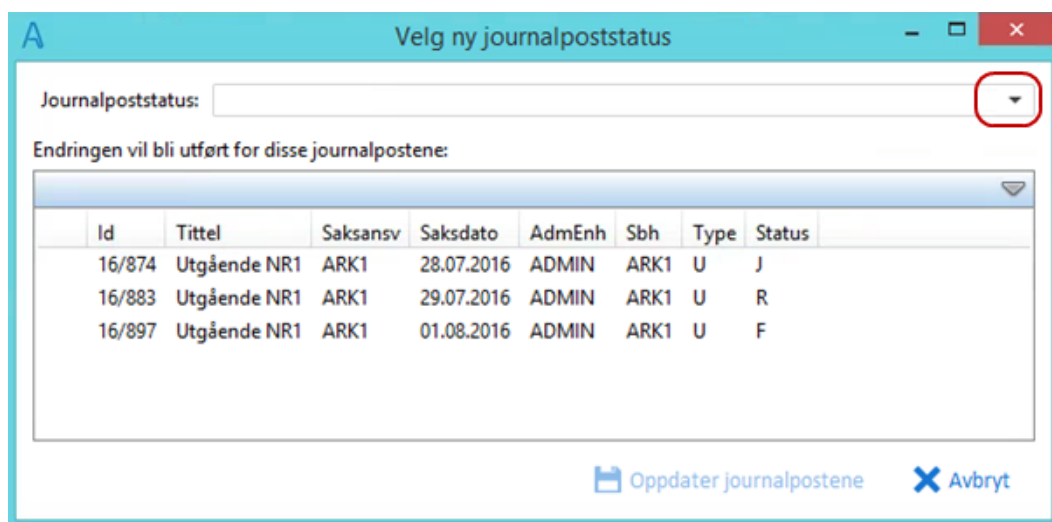 Velg ny journalpoststatus
Journalpoststatus:
Endringen vil bli utført for disse journalpostene:
Id Tittel Saksansv Saksdato AdmEnh Sbh Type Status
16/874 Utgående NR1 ARK1 28.07.2016 ADMIN ARK1 U J
16/883 Utgående NR1 ARK1 29.07.2016 ADMIN ARK1 U R
16/897 Utgående NR1 ARK1 01.08.2016 ADMIN ARK1 U F
Oppdater journalpostene Avbryt